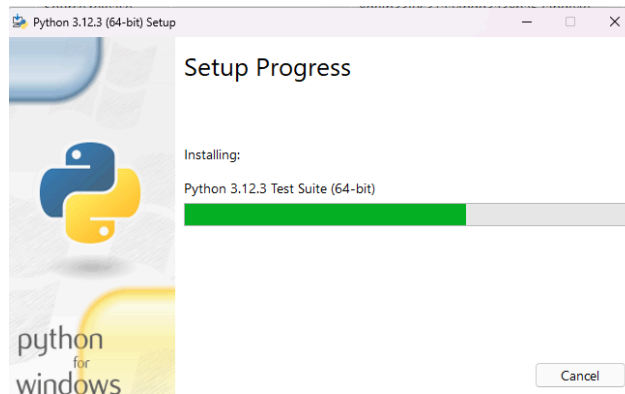 Python 3.12.3 (64-bit) Setup
Setup Progress
Installing:
Python 3.12.3 Test Suite (64-bit)
python
for
windows
Cancel